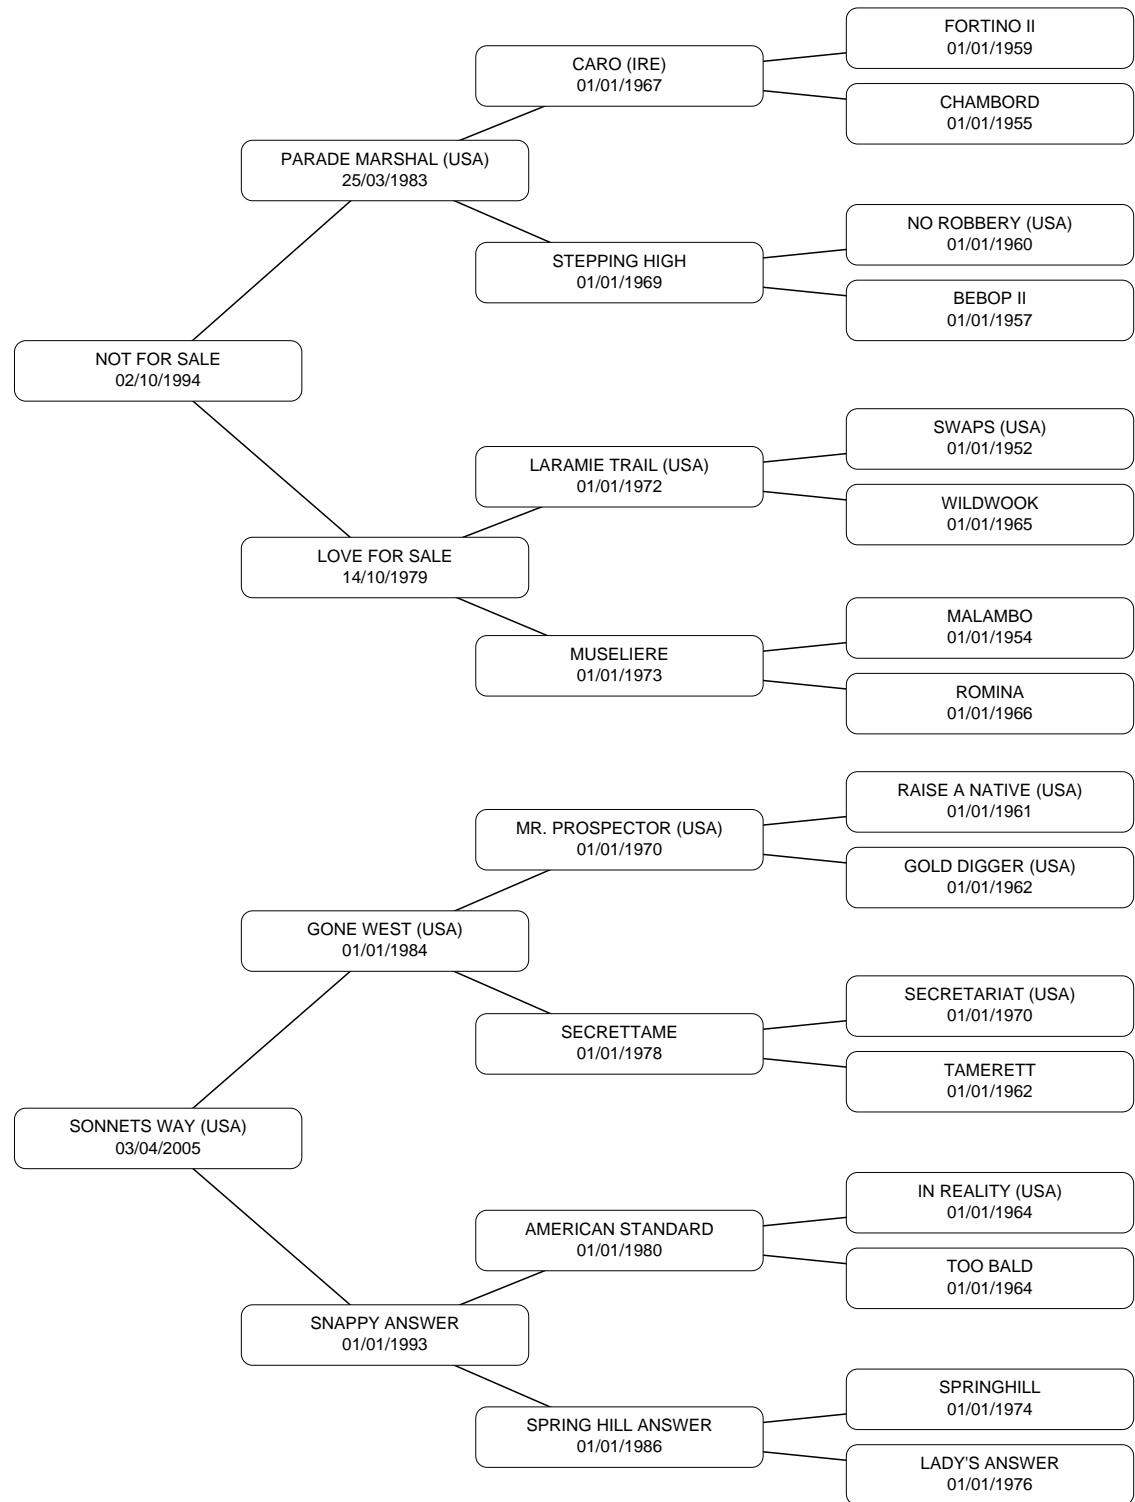 FORTINO II
01/01/1959
CARO (IRE)
01/01/1967
CHAMBORD
01/01/1955
PARADE MARSHAL (USA)
25/03/1983
NO ROBBERY (USA)
01/01/1960
STEPPING HIGH
01/01/1969
BEBOP II
01/01/1957
NOT FOR SALE
02/10/1994
SWAPS (USA)
01/01/1952
LARAMIE TRAIL (USA)
01/01/1972
WILDWOOK
01/01/1965
LOVE FOR SALE
14/10/1979
MALAMBO
01/01/1954
MUSELIERE
01/01/1973
ROMINA
01/01/1966
RAISE A NATIVE (USA)
01/01/1961
MR. PROSPECTOR (USA)
01/01/1970
GOLD DIGGER (USA)
01/01/1962
GONE WEST (USA)
01/01/1984
SECRETARIAT (USA)
01/01/1970
SECRETTAME
01/01/1978
TAMERETT
01/01/1962
SONNETS WAY (USA)
03/04/2005
IN REALITY (USA)
01/01/1964
AMERICAN STANDARD
01/01/1980
TOO BALD
01/01/1964
SNAPPY ANSWER
01/01/1993
SPRINGHILL
01/01/1974
SPRING HILL ANSWER
01/01/1986
LADY'S ANSWER
01/01/1976